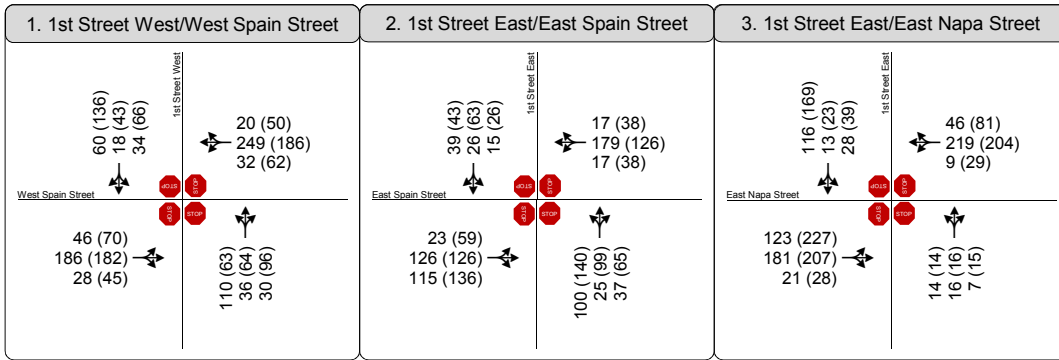 1. 1st Street West/West Spain Street
1st Street West
60 (136)
18 (43)
34 (66)
20 (50)
249 (186)
32 (62)
West Spain Street
STOP
STOP
STOP
STOP
46 (70)
186 (182)
28 (45)
110 (63)
36 (64)
30 (96)
2. 1st Street East/East Spain Street
1st Street East
39 (43)
26 (63)
15 (26)
17 (38)
179 (126)
17 (38)
East Spain Street
STOP
STOP
STOP
STOP
23 (59)
126 (126)
115 (136)
100 (140)
25 (99)
37 (65)
3. 1st Street East/East Napa Street
1st Street East
116 (169)
13 (23)
28 (39)
46 (81)
219 (204)
9 (29)
East Napa Street
STOP
STOP
STOP
STOP
123 (227)
181 (207)
21 (28)
14 (14)
16 (16)
7 (15)